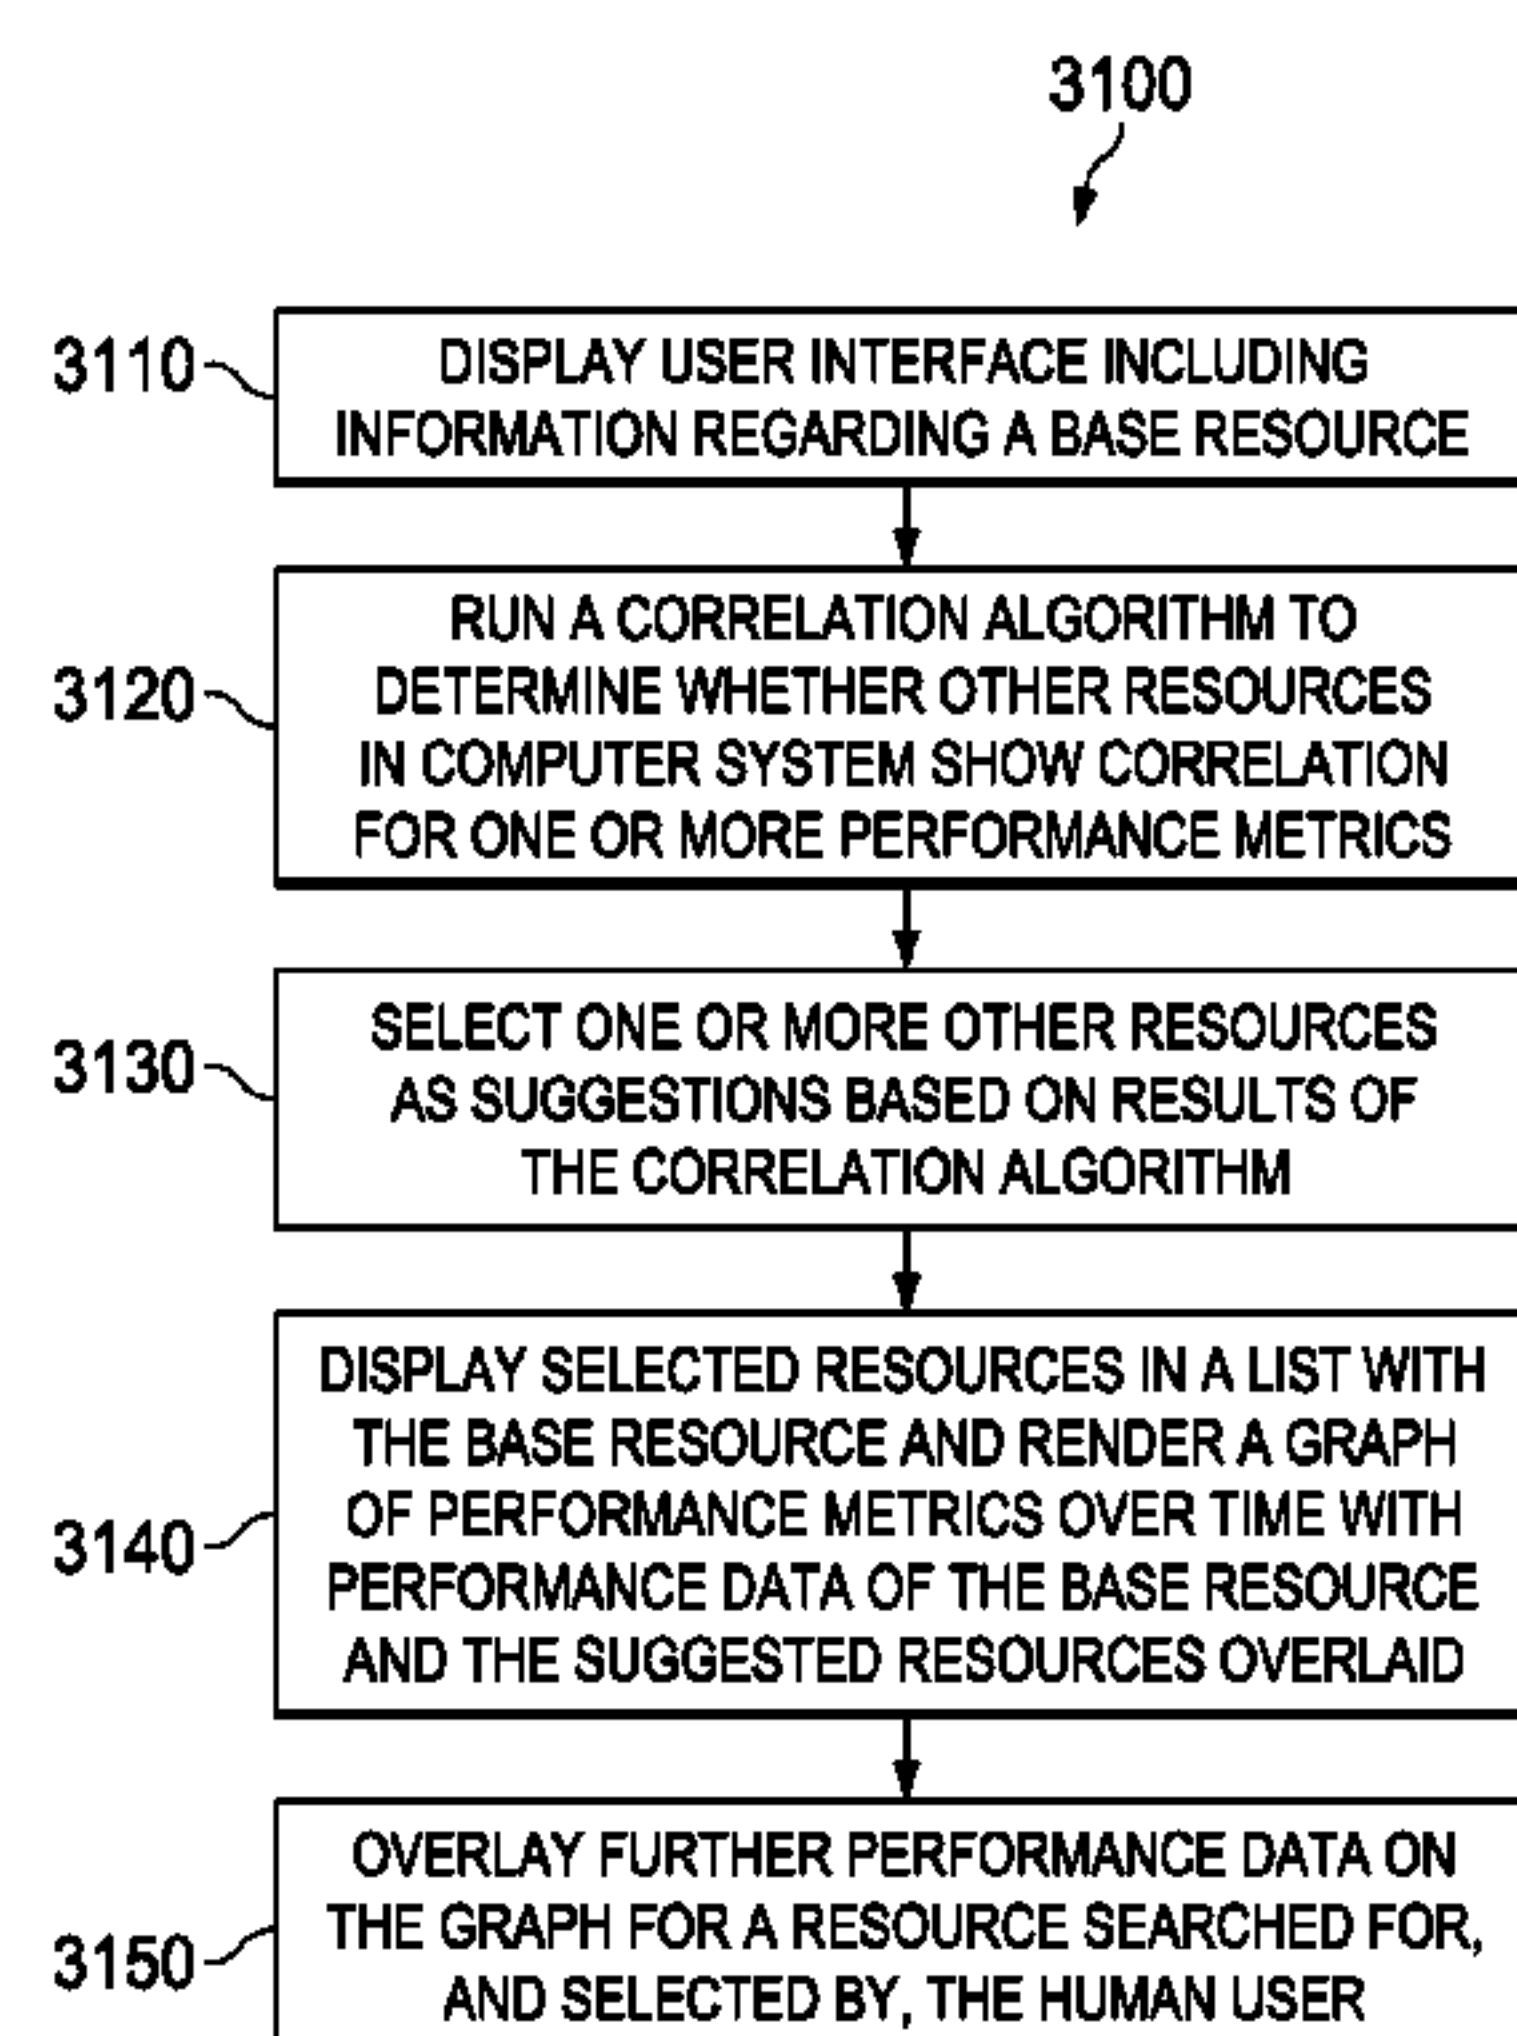 3100
3110
DISPLAY USER INTERFACE INCLUDING
INFORMATION REGARDING A BASE RESOURCE
3120
RUN A CORRELATION ALGORITHM TO
DETERMINE WHETHER OTHER RESOURCES
IN COMPUTER SYSTEM SHOW CORRELATION
FOR ONE OR MORE PERFORMANCE METRICS
3130
SELECT ONE OR MORE OTHER RESOURCES
AS SUGGESTIONS BASED ON RESULTS OF
THE CORRELATION ALGORITHM
3140
DISPLAY SELECTED RESOURCES IN A LIST WITH
THE BASE RESOURCE AND RENDER A GRAPH
OF PERFORMANCE METRICS OVER TIME WITH
PERFORMANCE DATA OF THE BASE RESOURCE
AND THE SUGGESTED RESOURCES OVERLAID
3150
OVERLAY FURTHER PERFORMANCE DATA ON
THE GRAPH FOR A RESOURCE SEARCHED FOR,
AND SELECTED BY, THE HUMAN USER